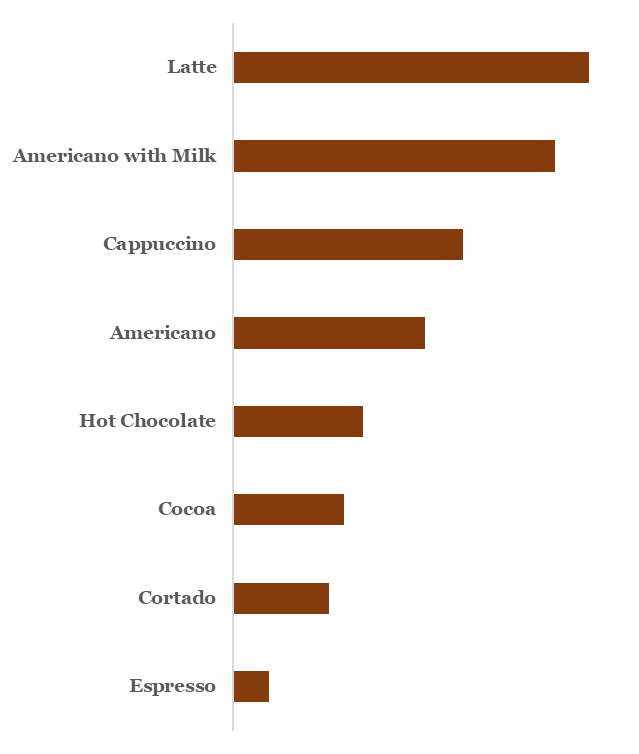 Latte
Americano with Milk
Cappuccino
Americano
Hot Chocolate
Cocoa
Cortado
Espresso